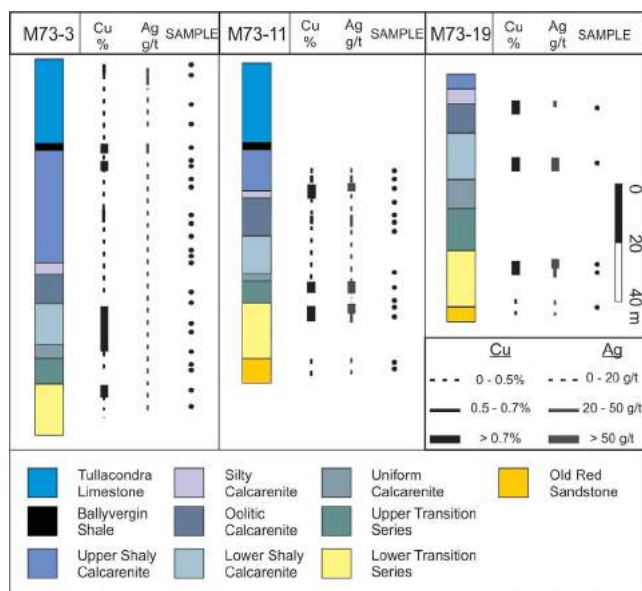 M73-3 Cu % Ag g/t SAMPLE
M73-11 Cu % Ag g/t SAMPLE
M73-19 Cu % Ag g/t SAMPLE
0
20
40 m
Cu Ag
0 - 0.5% 0 - 20 g/t
0.5 - 0.7% 20 - 50 g/t
> 0.7% > 50 g/t
Tullacondra
Limestone
Silty
Calcarenite
Uniform
Calcarenite
Old Red
Sandstone
Ballyvergin
Shale
Oolitic
Calcarenite
Upper Transition
Series
Upper Shaly
Calcarenite
Lower Shaly
Calcarenite
Lower Transition
Series